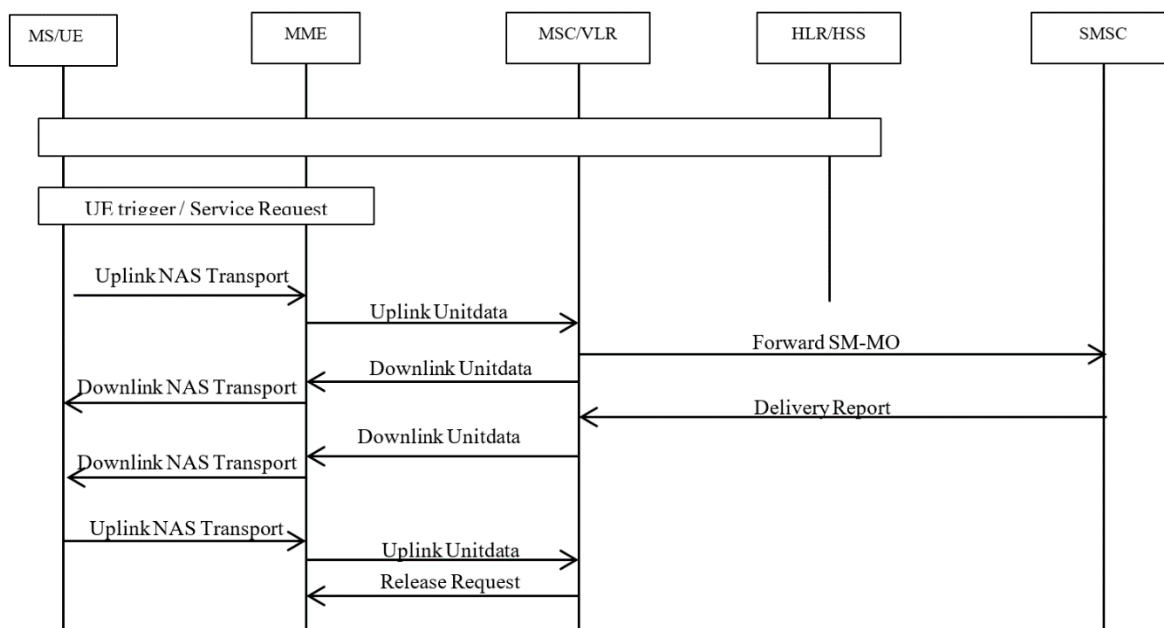 MS/UE
MME
MSC/VLR
HLR/HSS
SMSC
UE trigger / Service Request
Uplink NAS Transport
Uplink Unitdata
Forward SM-MO
Downlink Unitdata
Downlink NAS Transport
Delivery Report
Downlink Unitdata
Downlink NAS Transport
Uplink NAS Transport
Uplink Unitdata
Release Request